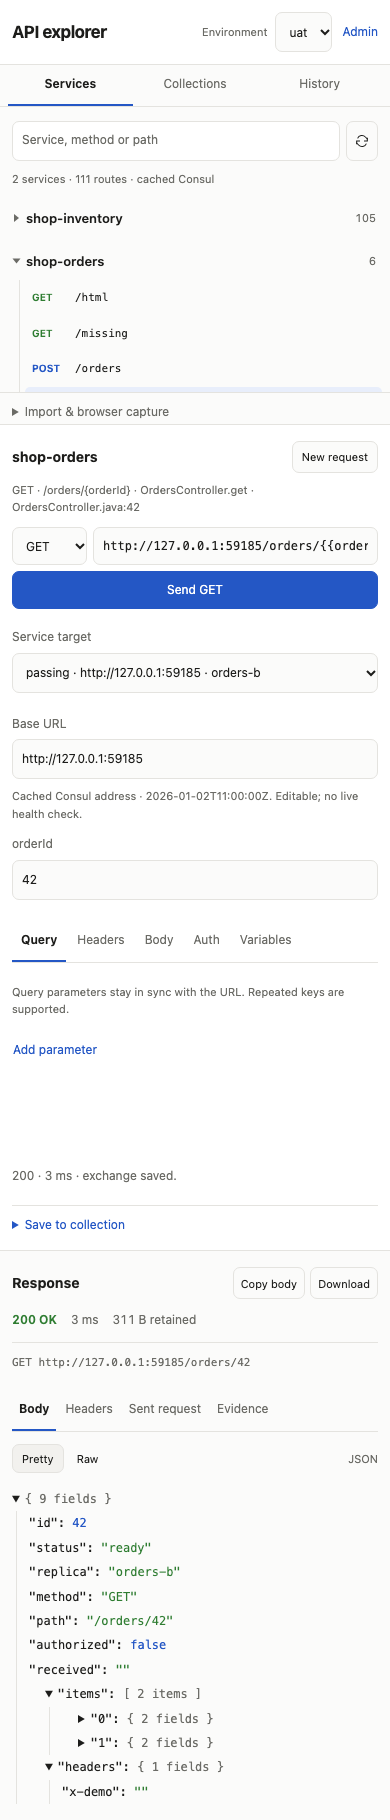 API explorer
Environment
uat
Admin
Services
Collections
History
Service, method or path
2 services · 111 routes · cached Consul
shop-inventory
105
shop-orders
6
GET /html
GET /missing
POST /orders
Import & browser capture
shop-orders
New request
GET · /orders/{orderId} · OrdersController.get ·
OrdersController.java:42
GET
http://127.0.0.1:59185/orders/{{order
Send GET
Service target
passing · http://127.0.0.1:59185 · orders-b
Base URL
http://127.0.0.1:59185
Cached Consul address · 2026-01-02T11:00:00Z. Editable; no live
health check.
orderId
42
Query
Headers
Body
Auth
Variables
Query parameters stay in sync with the URL. Repeated keys are
supported.
Add parameter
200 · 3 ms · exchange saved.
Save to collection
Response
Copy body
Download
200 OK
3 ms
311 B retained
GET http://127.0.0.1:59185/orders/42
Body
Headers
Sent request
Evidence
Pretty
Raw
JSON
{ 9 fields }
"id": 42
"status": "ready"
"replica": "orders-b"
"method": "GET"
"path": "/orders/42"
"authorized": false
"received": ""
"items": [ 2 items ]
"0": { 2 fields }
"1": { 2 fields }
"headers": { 1 fields }
"x-demo": ""